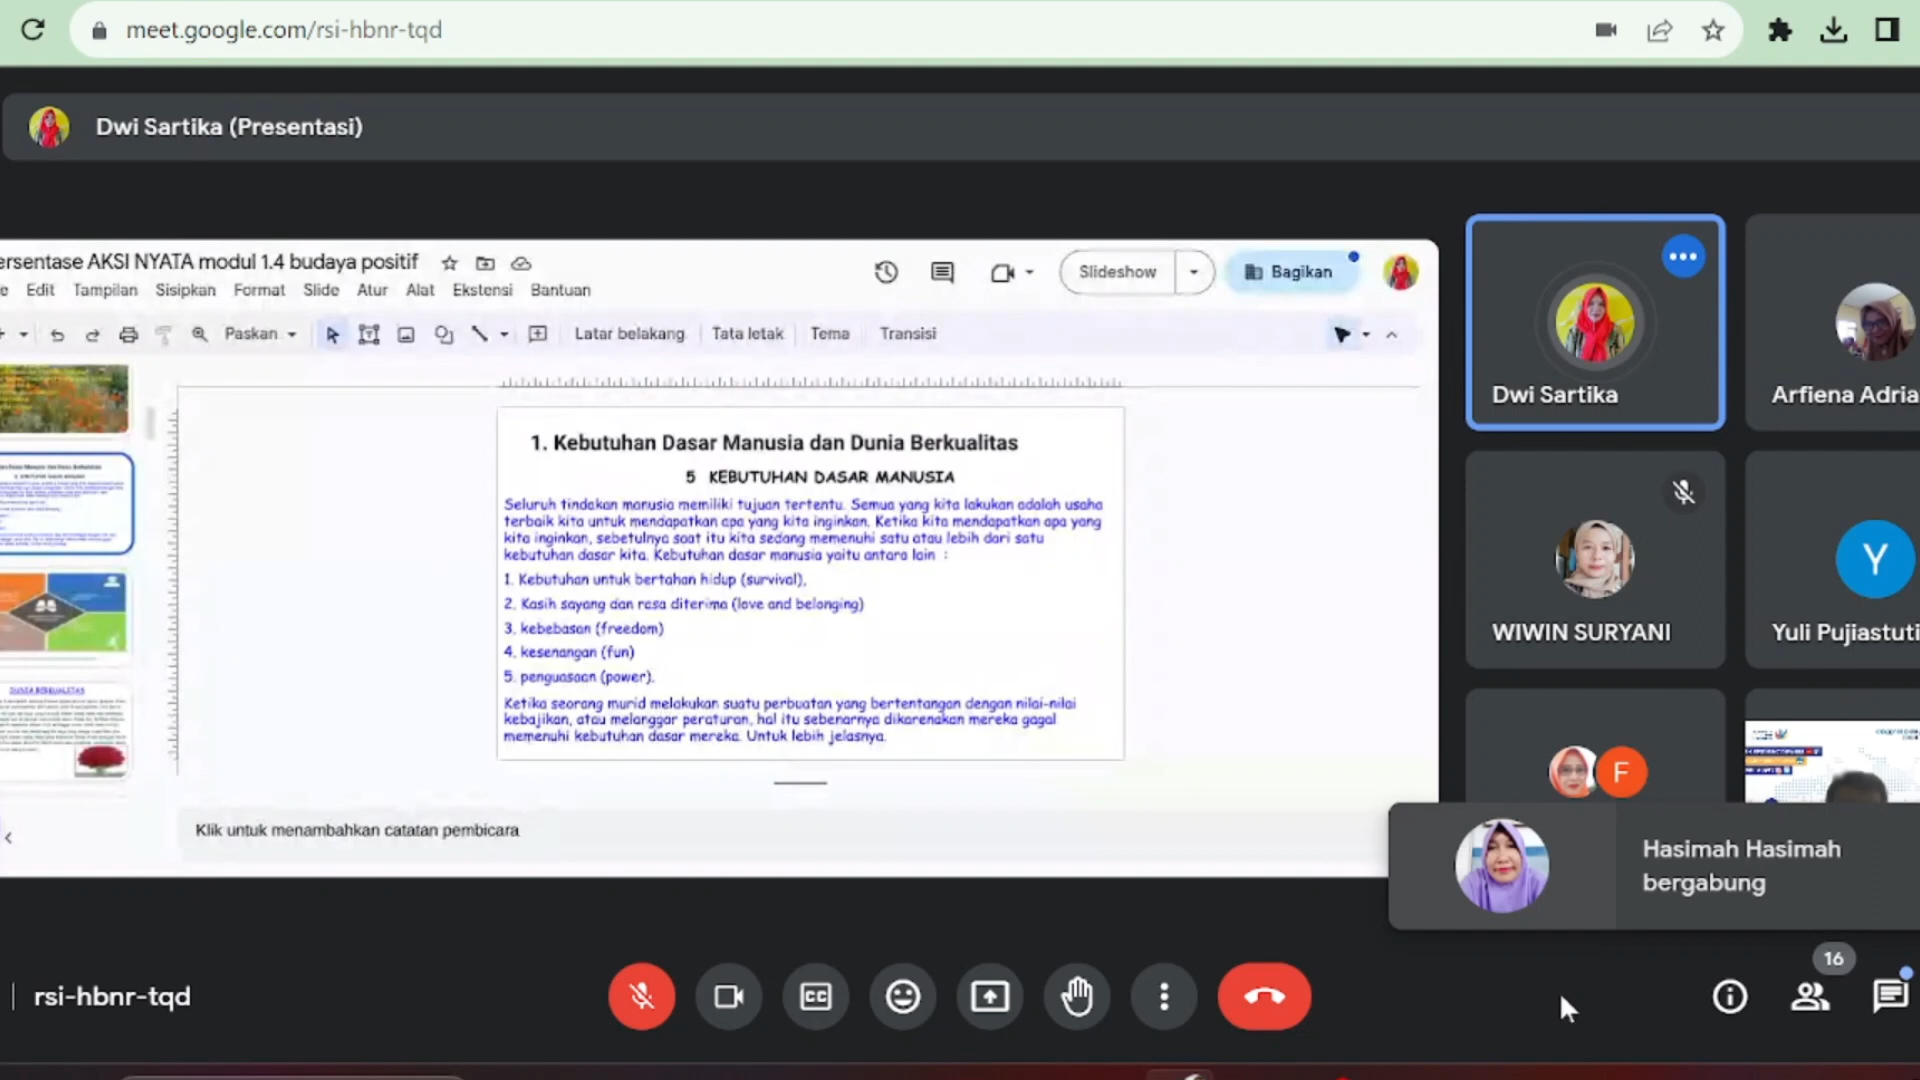 meet.google.com/rsi-hbnr-tqd
Dwi Sartika (Presentasi)
ersentase AKSI NYATA modul 1.4 budaya positif
Edit Tampilan Sisipkan Format Slide Atur Alat Ekstensi Bantuan
Slideshow
Bagikan
Paskan
Latar belakang Tata letak Tema Transisi
1. Kebutuhan Dasar Manusia dan Dunia Berkualitas
5 KEBUTUHAN DASAR MANUSIA
Seluruh tindakan manusia memiliki tujuan tertentu. Semua yang kita lakukan adalah usaha
terbaik kita untuk mendapatkan apa yang kita inginkan. Ketika kita mendapatkan apa yang
kita inginkan, sebetulnya saat itu kita sedang memenuhi satu atau lebih dari satu
kebutuhan dasar kita. Kebutuhan dasar manusia yaitu antara lain :
1. Kebutuhan untuk bertahan hidup (survival),
2. Kasih sayang dan rasa diterima (love and belonging)
3. kebebasan (freedom)
4. kesenangan (fun)
5. penguasaan (power).
Ketika seorang murid melakukan suatu perbuatan yang bertentangan dengan nilai-nilai
kebajikan, atau melanggar peraturan, hal itu sebenarnya dikarenakan mereka gagal
memenuhi kebutuhan dasar mereka. Untuk lebih jelasnya.
DUNIA BERKUALITAS
Klik untuk menambahkan catatan pembicara
Dwi Sartika
Arfiena Adria
WIWIN SURYANI
Y
Yuli Pujiastuti
F
Hasimah Hasimah
bergabung
rsi-hbnr-tqd
CC
16